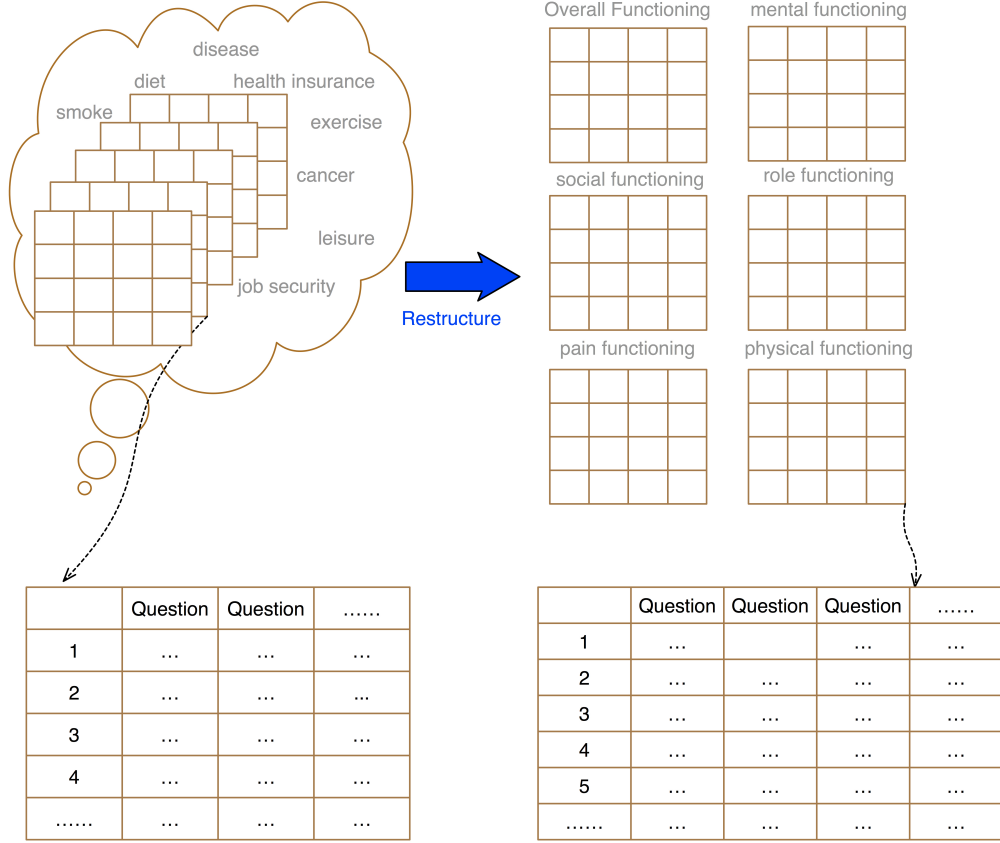 disease
diet health insurance
smoke exercise
cancer
leisure
job security
Restructure
Overall Functioning mental functioning
social functioning role functioning
pain functioning physical functioning
Question Question ……
1 … … …
2 … … ...
3 … … …
4 … … …
…… … … …
Question Question Question ……
1 … … …
2 … … … …
3 … … … …
4 … … … …
5 … … … …
…… … … … …